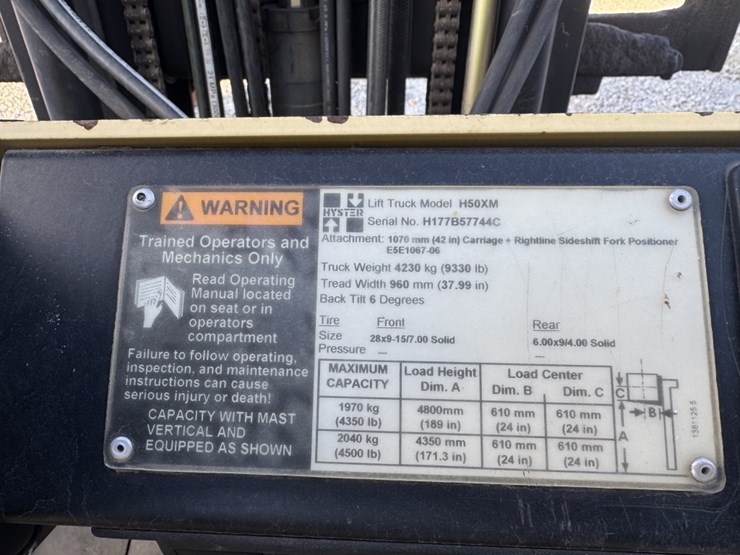 WARNING
Trained Operators and
Mechanics Only
Read Operating
Manual located
on seat or in
operators
compartment
Failure to follow operating,
inspection, and maintenance
instructions can cause
serious injury or death!
CAPACITY WITH MAST
VERTICAL AND
EQUIPPED AS SHOWN
HYSTER
Lift Truck Model H50XM
Serial No. H177B57744C
Attachment: 1070 mm (42 in) Carriage + Rightline Sideshift Fork Positioner
E5E1067-06
Truck Weight 4230 kg (9330 lb)
Tread Width 960 mm (37.99 in)
Back Tilt 6 Degrees
Tire Front Rear
Size 28x9-15/7.00 Solid 6.00x9/4.00 Solid
Pressure — —
MAXIMUM CAPACITY Load Height Dim. A Load Center Dim. B Dim. C
1970 kg (4350 lb) 4800mm (189 in) 610 mm (24 in) 610 mm (24 in)
2040 kg (4500 lb) 4350 mm (171.3 in) 610 mm (24 in) 610 mm (24 in)
C
B
A
1381125 5